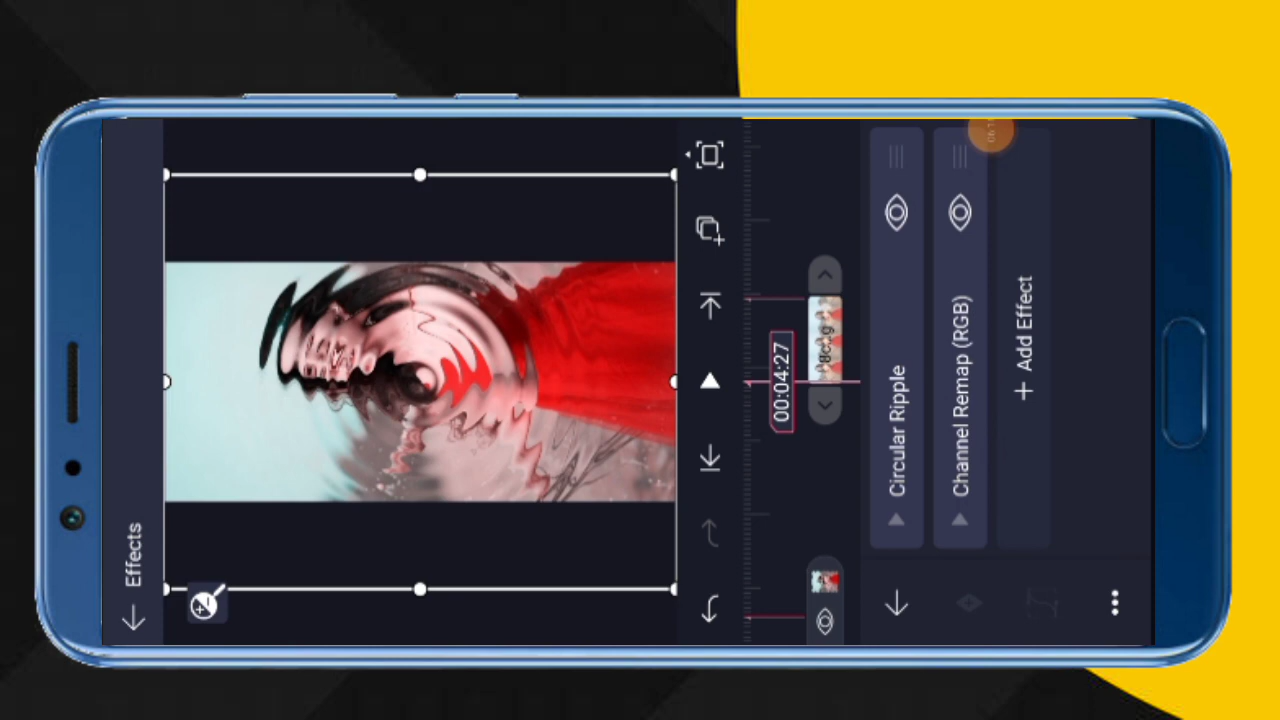 Effects
00:04:27
Circular Ripple
Channel Remap (RGB)
+ Add Effect